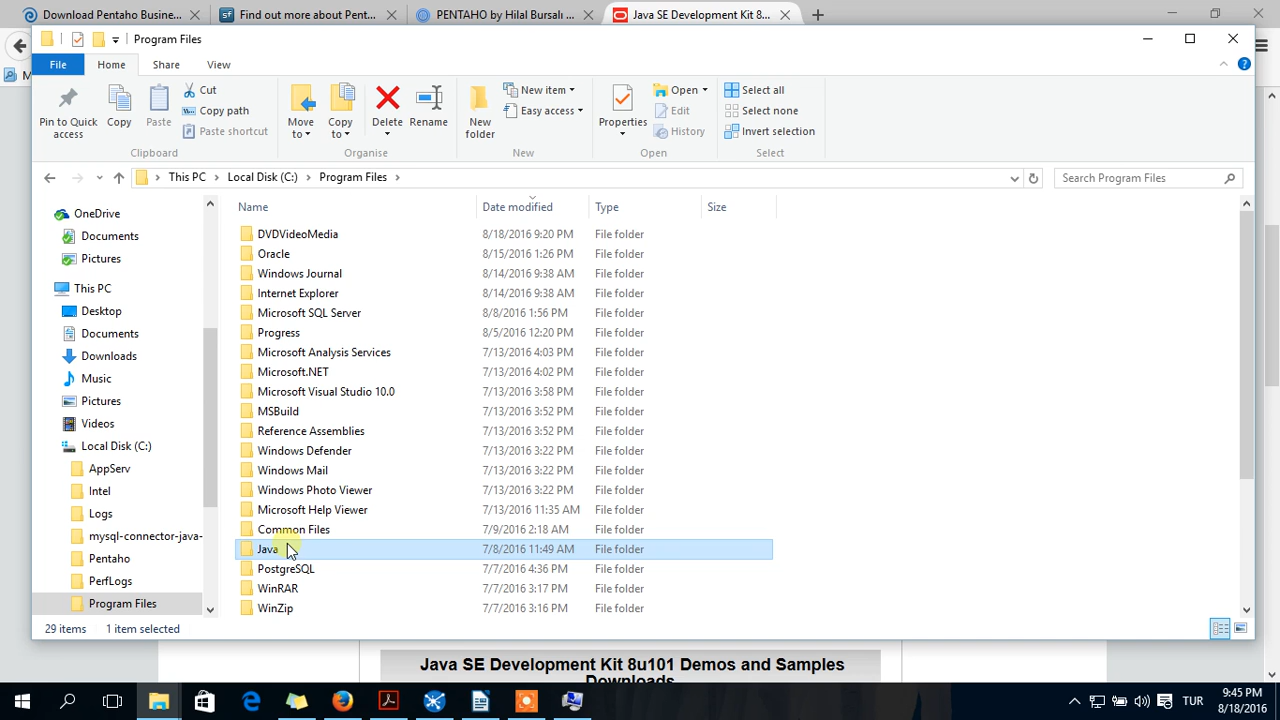 Download Pentaho Business... × Find out more about Pent... × PENTAHO by Hilal Bursalı ... × Java SE Development Kit 8u... × +
Program Files
File Home Share View
Pin to Quick access
Copy
Paste
Cut
Copy path
Paste shortcut
Clipboard
Move to
Copy to
Delete
Rename
Organise
New folder
New item
Easy access
New
Properties
Open
Edit
History
Open
Select all
Select none
Invert selection
Select
This PC > Local Disk (C:) > Program Files >
Search Program Files
OneDrive
Documents
Pictures
This PC
Desktop
Documents
Downloads
Music
Pictures
Videos
Local Disk (C:)
AppServ
Intel
Logs
mysql-connector-java-
Pentaho
PerfLogs
Program Files
Name Date modified Type Size
DVDVideoMedia 8/18/2016 9:20 PM File folder
Oracle 8/15/2016 1:26 PM File folder
Windows Journal 8/14/2016 9:38 AM File folder
Internet Explorer 8/14/2016 9:38 AM File folder
Microsoft SQL Server 8/8/2016 1:56 PM File folder
Progress 8/5/2016 12:20 PM File folder
Microsoft Analysis Services 7/13/2016 4:03 PM File folder
Microsoft.NET 7/13/2016 4:02 PM File folder
Microsoft Visual Studio 10.0 7/13/2016 3:58 PM File folder
MSBuild 7/13/2016 3:52 PM File folder
Reference Assemblies 7/13/2016 3:52 PM File folder
Windows Defender 7/13/2016 3:22 PM File folder
Windows Mail 7/13/2016 3:22 PM File folder
Windows Photo Viewer 7/13/2016 3:22 PM File folder
Microsoft Help Viewer 7/13/2016 11:35 AM File folder
Common Files 7/9/2016 2:18 AM File folder
Java 7/8/2016 11:49 AM File folder
PostgreSQL 7/7/2016 4:36 PM File folder
WinRAR 7/7/2016 3:17 PM File folder
WinZip 7/7/2016 3:16 PM File folder
29 items 1 item selected
Java SE Development Kit 8u101 Demos and Samples
Downloads
TUR
9:45 PM
8/18/2016